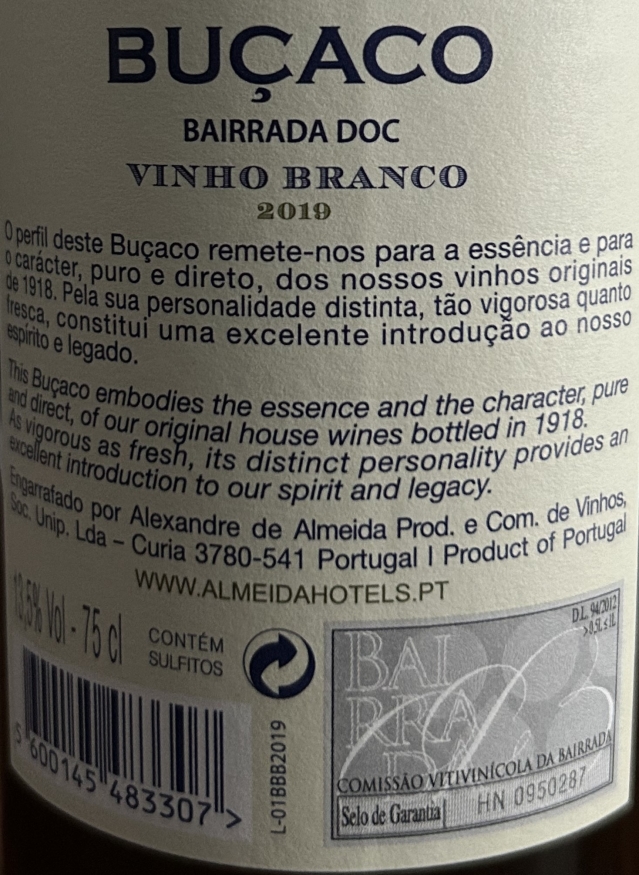 BUÇACO
BAIRRADA DOC
VINHO BRANCO
2019
O perfil deste Buçaco remete-nos para a essência e para
o carácter, puro e direto, dos nossos vinhos originais
de 1918. Pela sua personalidade distinta, tão vigorosa quanto
fresca, constitui uma excelente introdução ao nosso
espírito e legado.
This Buçaco embodies the essence and the character, pure
and direct, of our original house wines bottled in 1918.
As vigorous as fresh, its distinct personality provides an
excellent introduction to our spirit and legacy.
Engarrafado por Alexandre de Almeida Prod. e Com. de Vinhos,
Soc. Unip. Lda – Curia 3780-541 Portugal I Product of Portugal
WWW.ALMEIDAHOTELS.PT
13,5% Vol - 75 cl
CONTÉM
SULFITOS
5 600145 483307 >
L-01BBB2019
D.L. 94/2012
>0,5L ≤ 1L
BAI
RRA
DA
COMISSÃO VITIVINÍCOLA DA BAIRRADA
Selo de Garantia
HN 0950287